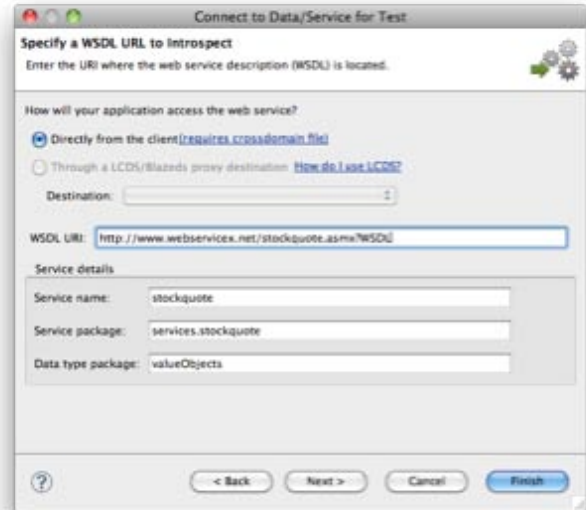 Connect to Data/Service for Test
Specify a WSDL URL to Introspect
Enter the URI where the web service description (WSDL) is located.
How will your application access the web service?
Directly from the client(requires crossdomain file)
Through a LCDS/Blazeds proxy destination How do I use LCDS?
Destination:
WSDL URI: http://www.webservicex.net/stockquote.asmx?WSDL
Service details
Service name: stockquote
Service package: services.stockquote
Data type package: valueObjects
? < Back Next > Cancel Finish